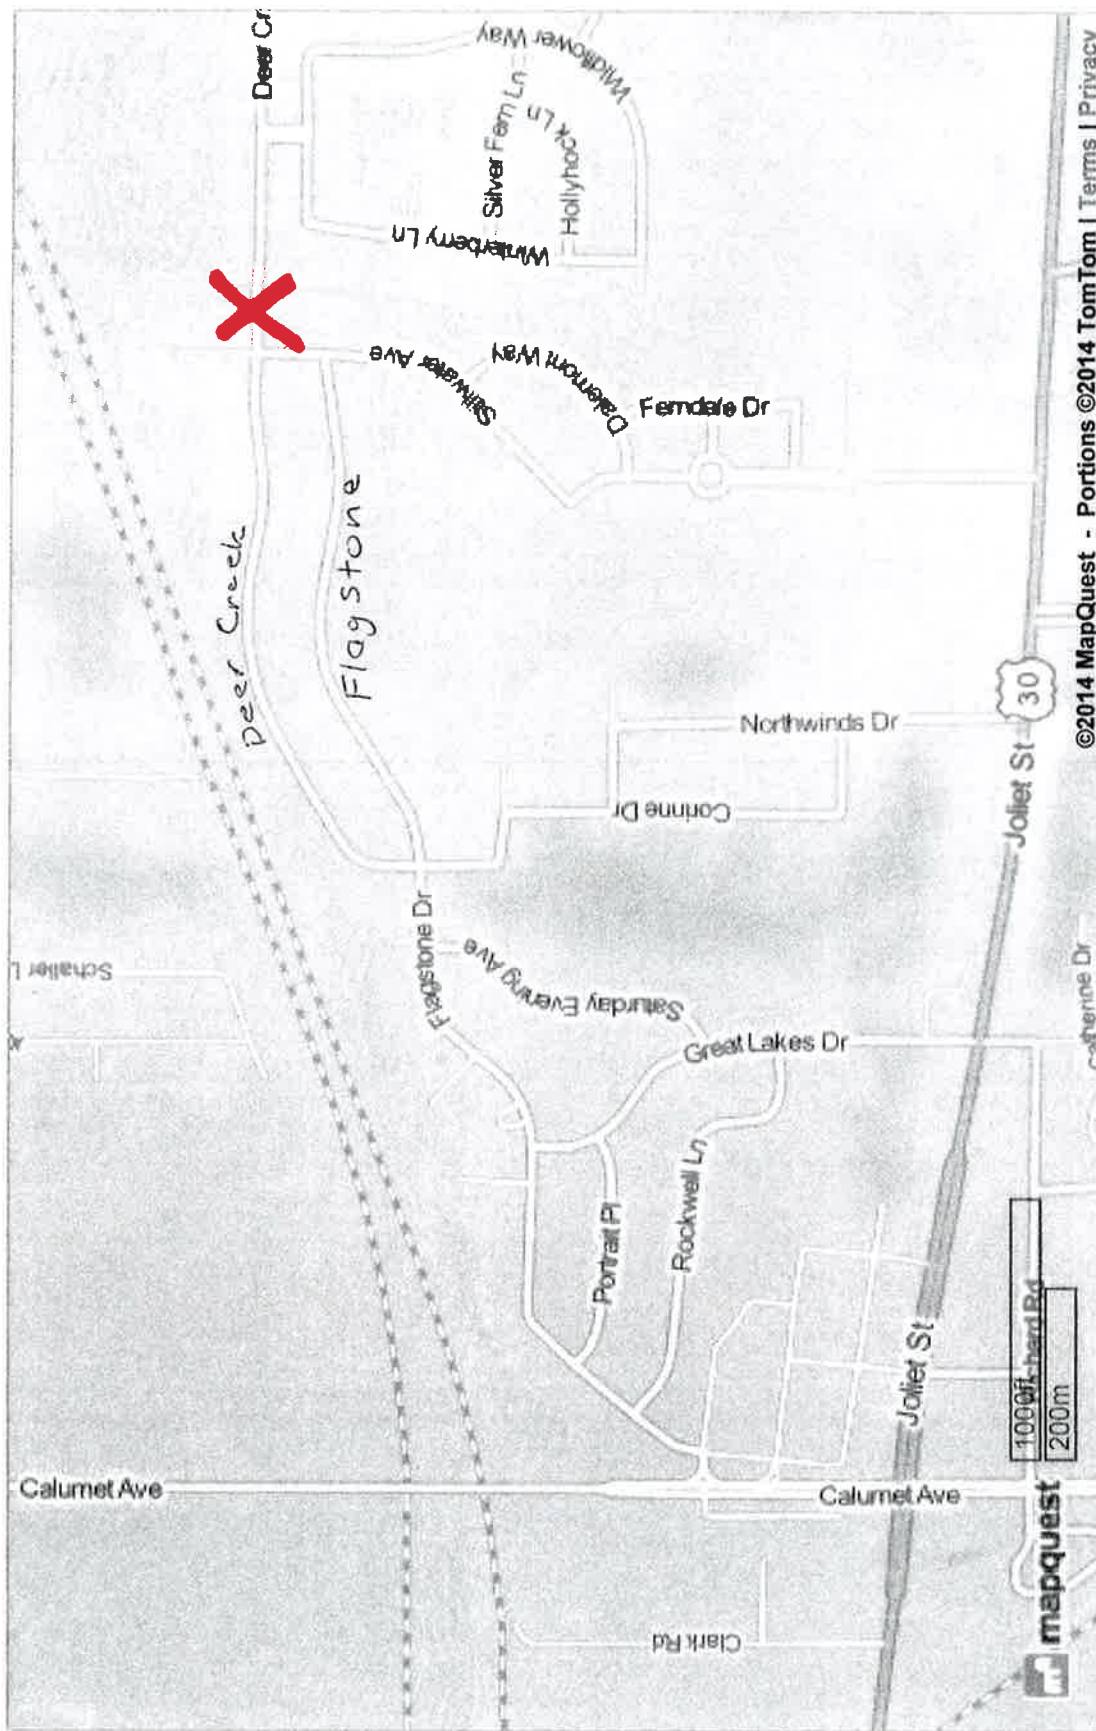 Deer Cr
Wildflower Way
Silver Fern Ln
Hollyhock Ln
Winterberry Ln
Stillwater Ave
Dalemont Way
Ferndale Dr
Deer Creek
Flagstone
Northwinds Dr
Corinne Dr
Joliet St
30
Flagstone Dr
Saturday Evening Ave
Great Lakes Dr
Schaller L
Catherine Dr
Portrait Pl
Rockwell Ln
Joliet St
Calumet Ave
Calumet Ave
Clark Rd
1000ft
200m
mapquest
©2014 MapQuest - Portions ©2014 TomTom | Terms | Privacy